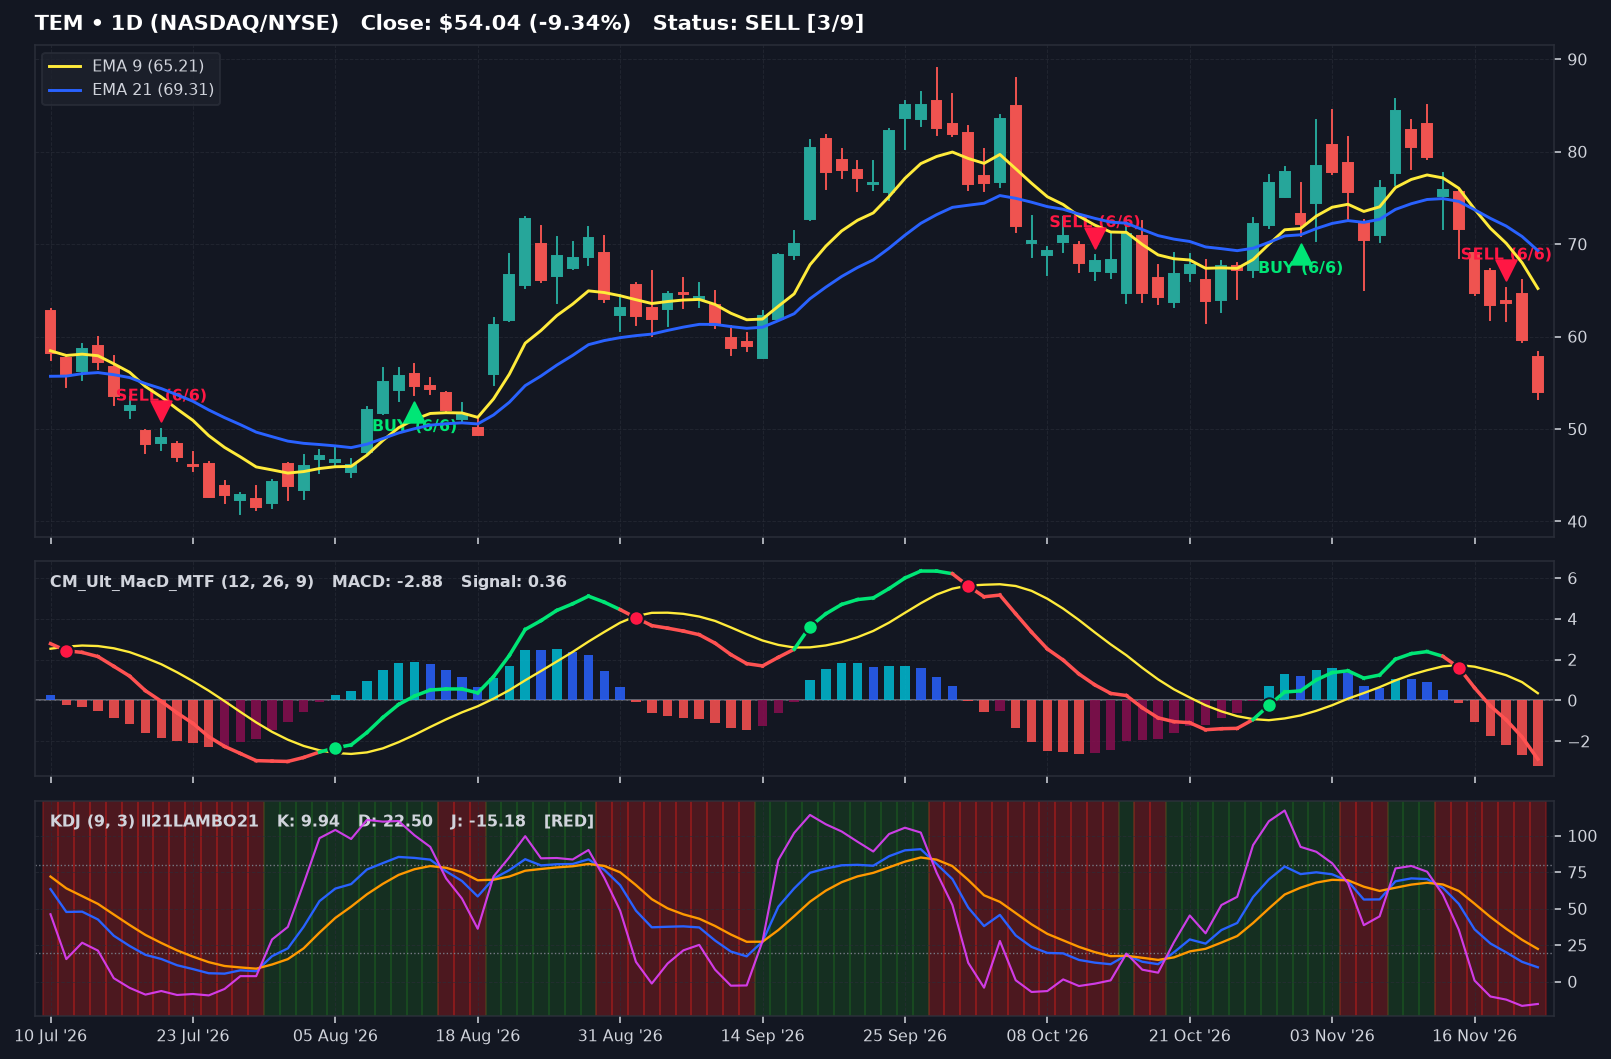 TEM • 1D (NASDAQ/NYSE)   Close: $54.04 (-9.34%)   Status: SELL [3/9]
EMA 9 (65.21)
EMA 21 (69.31)
90
80
70
60
50
40
SELL (6/6)
BUY (6/6)
SELL (6/6)
BUY (6/6)
SELL (6/6)
CM_Ult_MacD_MTF (12, 26, 9)   MACD: -2.88   Signal: 0.36
6
4
2
0
−2
KDJ (9, 3) II21LAMBO21   K: 9.94   D: 22.50   J: -15.18   [RED]
100
75
50
25
0
10 Jul '26
23 Jul '26
05 Aug '26
18 Aug '26
31 Aug '26
14 Sep '26
25 Sep '26
08 Oct '26
21 Oct '26
03 Nov '26
16 Nov '26